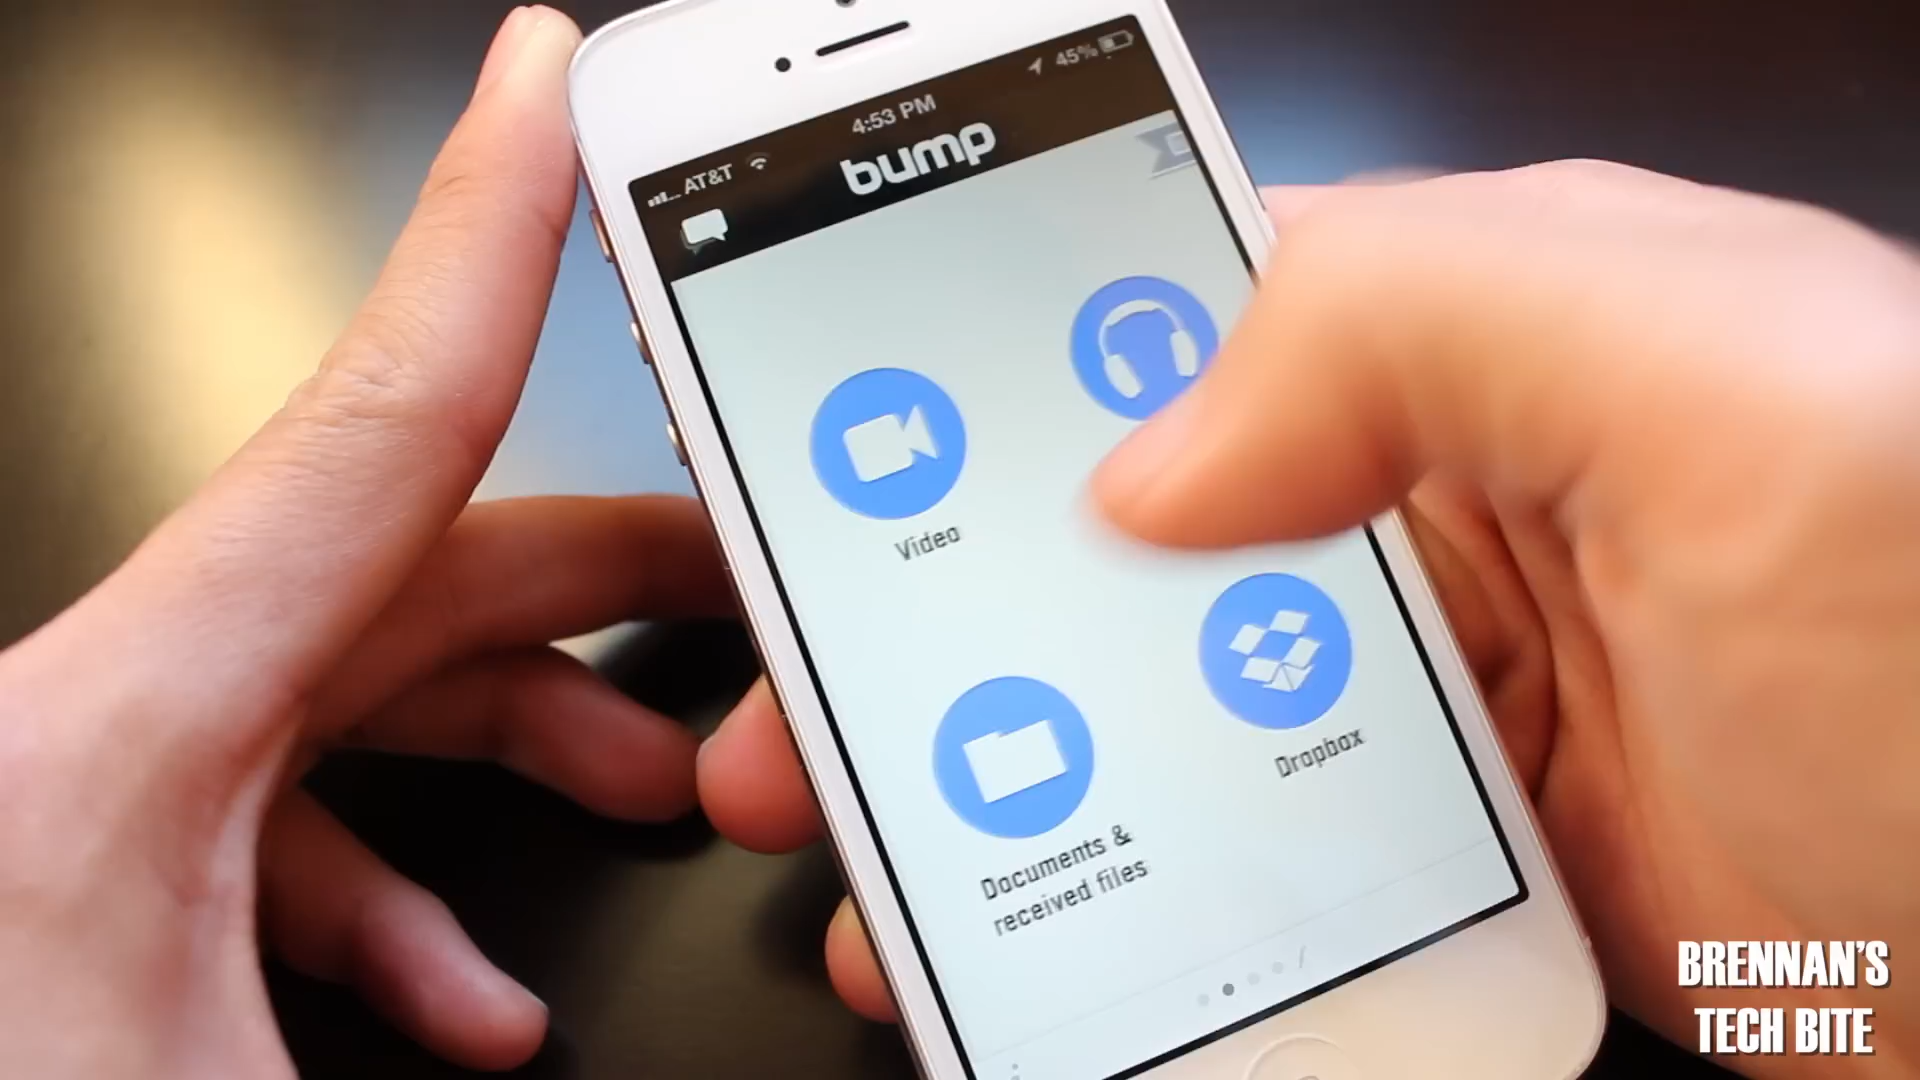 45%
4:53 PM
AT&T
bump
Video
Dropbox
Documents &
received files
BRENNAN'S
TECH BITE